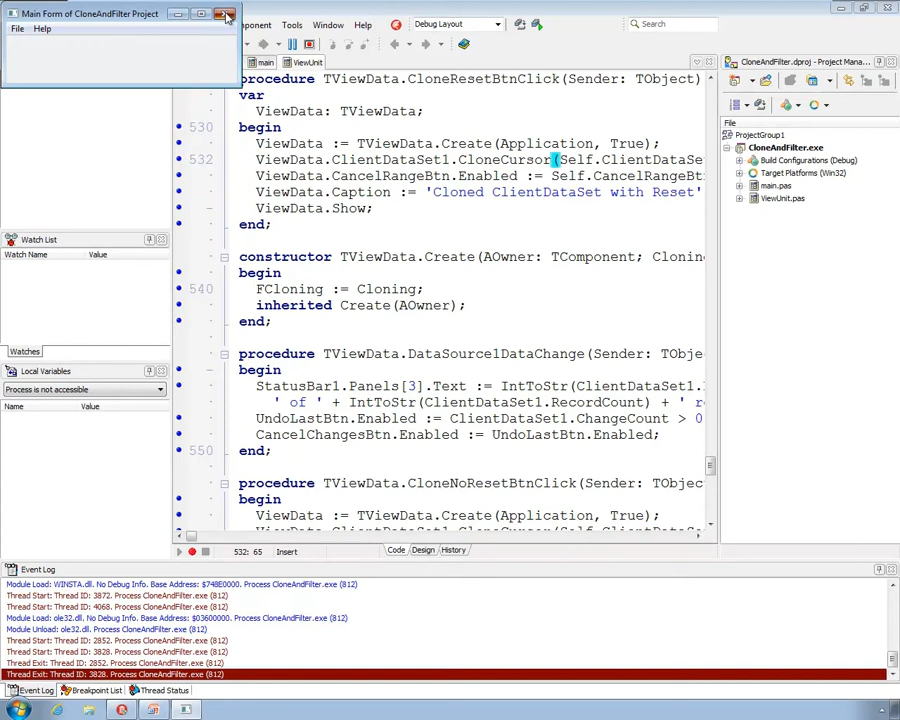 Main Form of CloneAndFilter Project
File Help
Tools Window Help Debug Layout Search
main ViewUnit
procedure TViewData.CloneResetBtnClick(Sender: TObject)
var
ViewData: TViewData;
530 begin
ViewData := TViewData.Create(Application, True);
532 ViewData.ClientDataSet1.CloneCursor(Self.ClientDataSe
ViewData.CancelRangeBtn.Enabled := Self.CancelRangeBt
ViewData.Caption := 'Cloned ClientDataSet with Reset'
ViewData.Show;
end;
constructor TViewData.Create(AOwner: TComponent; Cloni
begin
540 FCloning := Cloning;
inherited Create(AOwner);
end;
procedure TViewData.DataSource1DataChange(Sender: TObje
begin
StatusBar1.Panels[3].Text := IntToStr(ClientDataSet1.
' of ' + IntToStr(ClientDataSet1.RecordCount) + ' r
UndoLastBtn.Enabled := ClientDataSet1.ChangeCount > 0
CancelChangesBtn.Enabled := UndoLastBtn.Enabled;
550 end;
procedure TViewData.CloneNoResetBtnClick(Sender: TObjec
begin
ViewData := TViewData.Create(Application, True);
532: 65 Insert Code Design History
Watch List
Watch Name Value
Watches
Local Variables
Process is not accessible
Name Value
CloneAndFilter.dproj - Project Mana...
File
ProjectGroup1
CloneAndFilter.exe
Build Configurations (Debug)
Target Platforms (Win32)
main.pas
ViewUnit.pas
Event Log
Module Load: WINSTA.dll. No Debug Info. Base Address: $748E0000. Process CloneAndFilter.exe (812)
Thread Start: Thread ID: 3872. Process CloneAndFilter.exe (812)
Thread Start: Thread ID: 4068. Process CloneAndFilter.exe (812)
Module Load: ole32.dll. No Debug Info. Base Address: $03600000. Process CloneAndFilter.exe (812)
Module Unload: ole32.dll. Process CloneAndFilter.exe (812)
Thread Start: Thread ID: 2852. Process CloneAndFilter.exe (812)
Thread Start: Thread ID: 3828. Process CloneAndFilter.exe (812)
Thread Exit: Thread ID: 2852. Process CloneAndFilter.exe (812)
Thread Exit: Thread ID: 3828. Process CloneAndFilter.exe (812)
Event Log Breakpoint List Thread Status